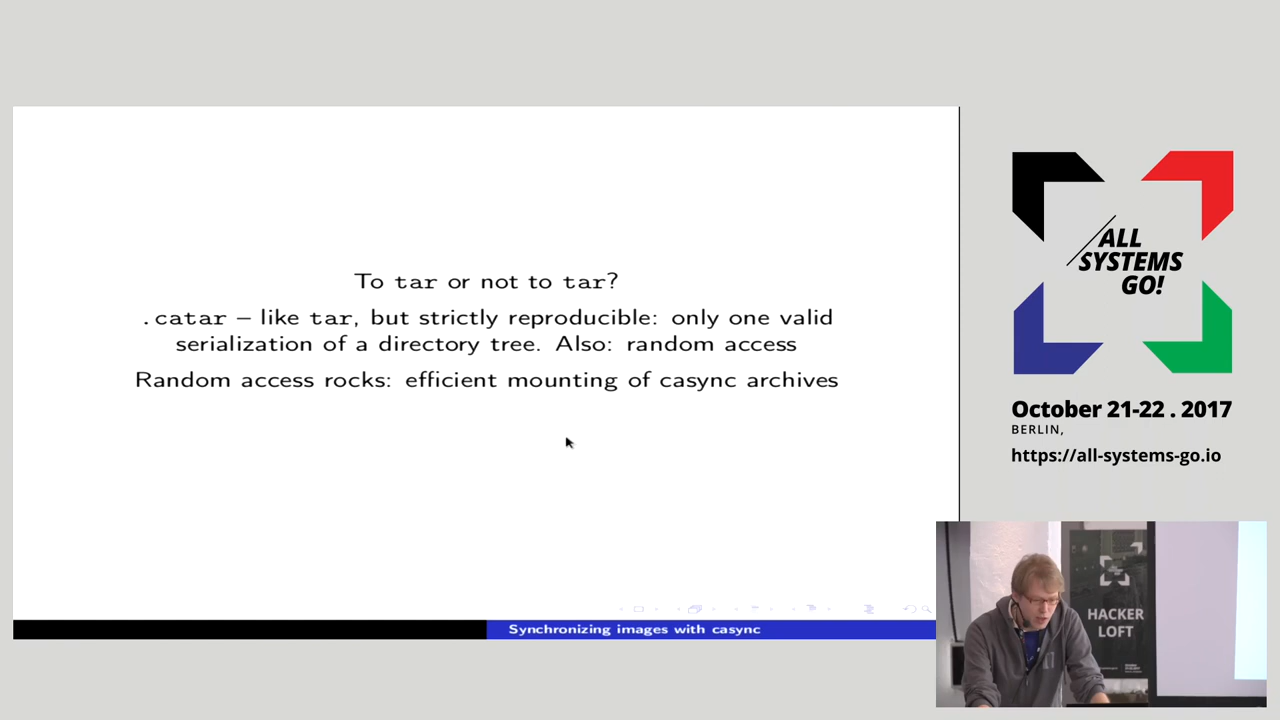 To tar or not to tar?
.catar – like tar, but strictly reproducible: only one valid
serialization of a directory tree. Also: random access
Random access rocks: efficient mounting of casync archives
Synchronizing images with casync
ALL
SYSTEMS
GO!
October 21-22 . 2017
BERLIN,
https://all-systems-go.io
HACKER
LOFT